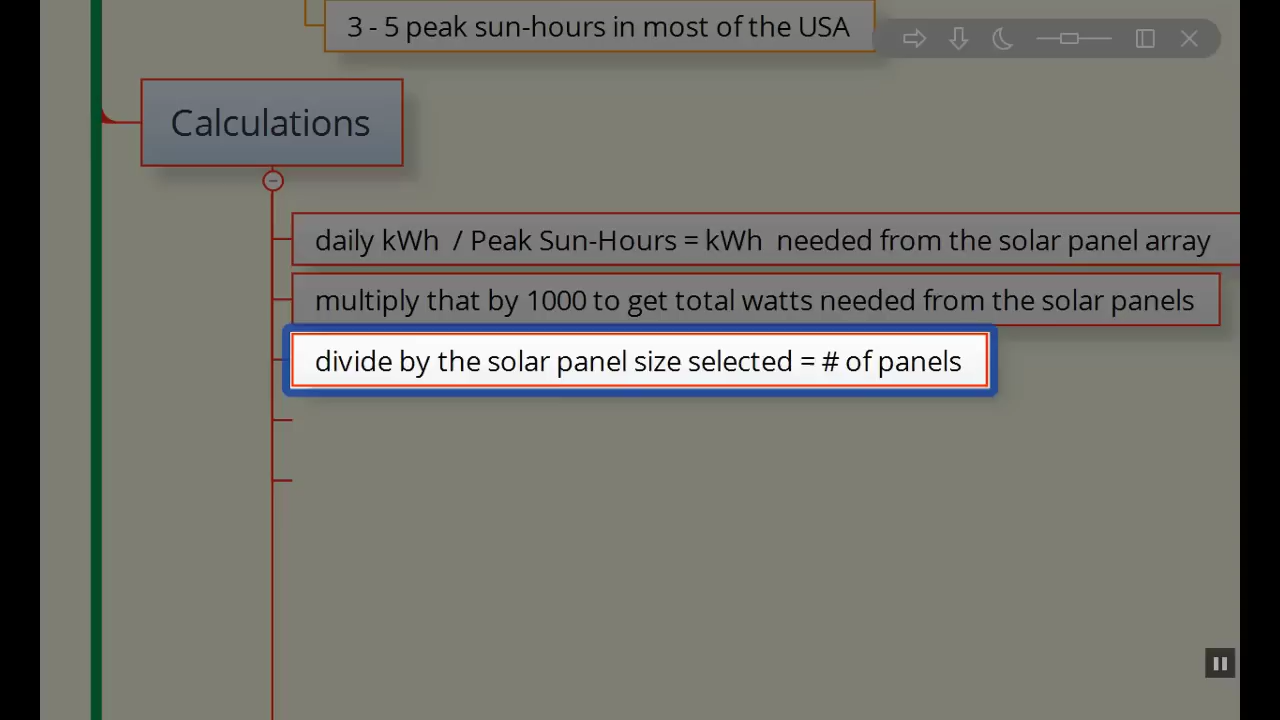 3 - 5 peak sun-hours in most of the USA
Calculations
daily kWh / Peak Sun-Hours = kWh needed from the solar panel array
multiply that by 1000 to get total watts needed from the solar panels
divide by the solar panel size selected = # of panels